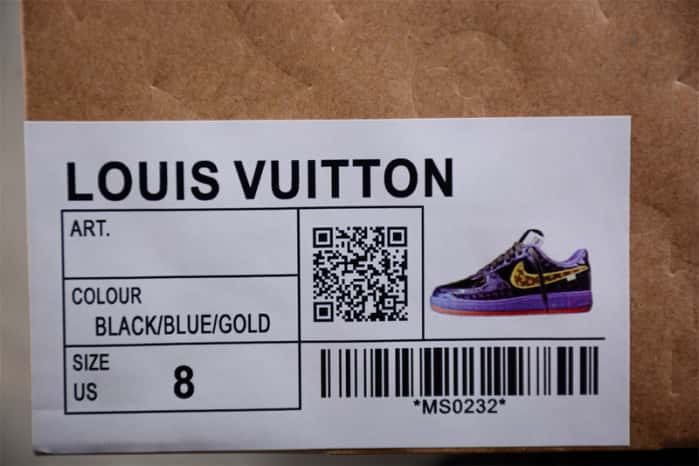 LOUIS VUITTON
ART.
COLOUR
BLACK/BLUE/GOLD
SIZE
US 8
*MS0232*